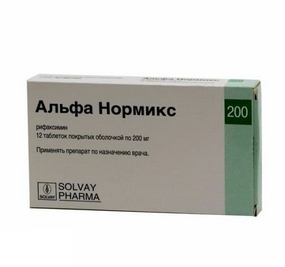 Альфа Нормикс
200
рифаксимин
12 таблеток покрытых оболочкой по 200 мг
Применять препарат по назначению врача.
SOLVAY
SOLVAY
PHARMA